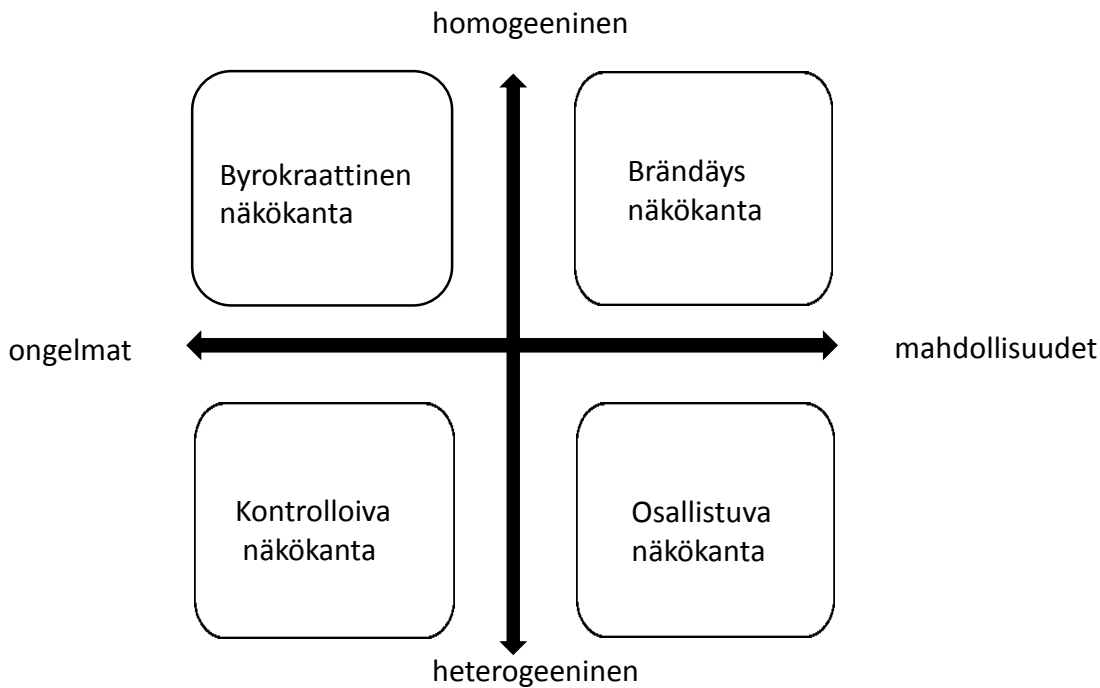 homogeeninen
Byrokraattinen
näkökanta
Brändäys
näkökanta
ongelmat
mahdollisuudet
Kontrolloiva
näkökanta
Osallistuva
näkökanta
heterogeeninen